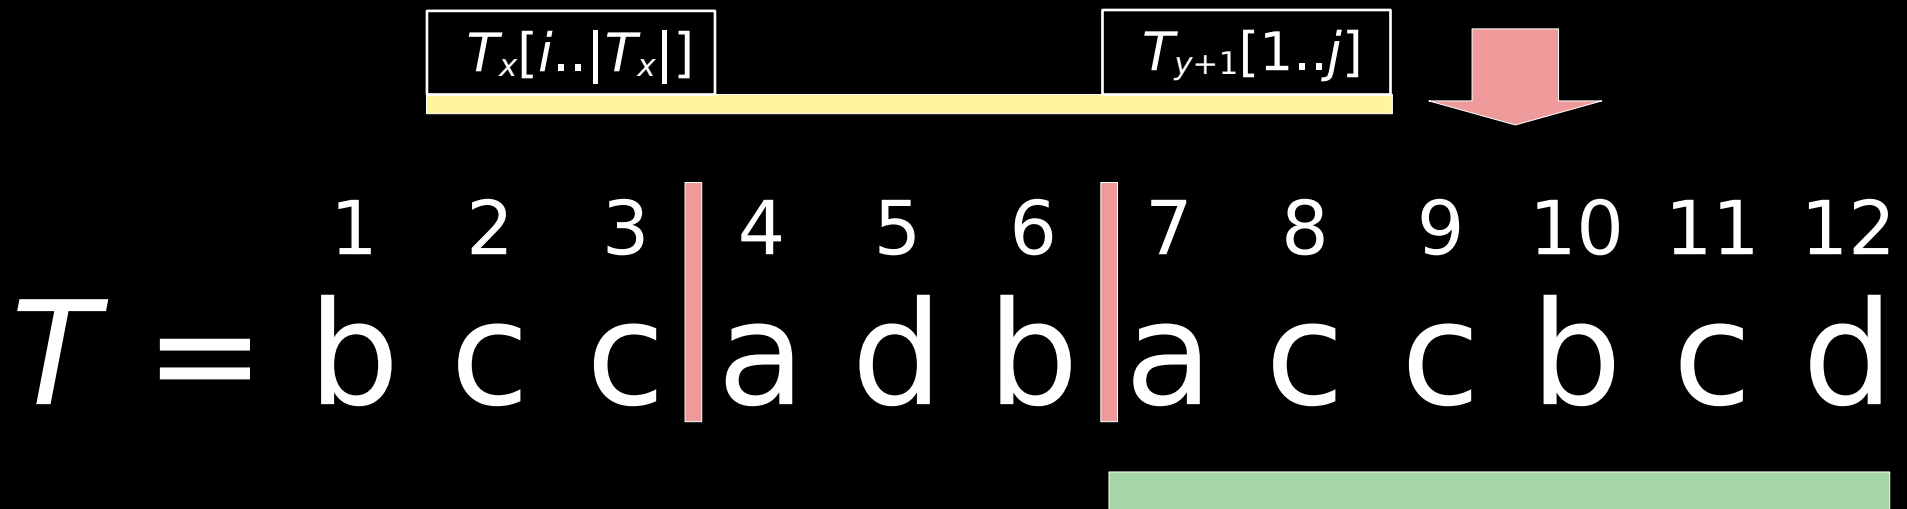 Tx[i..|Tx|] Ty+1[1..j]
1 2 3 4 5 6 7 8 9 10 11 12
T = b c c a d b a c c b c d